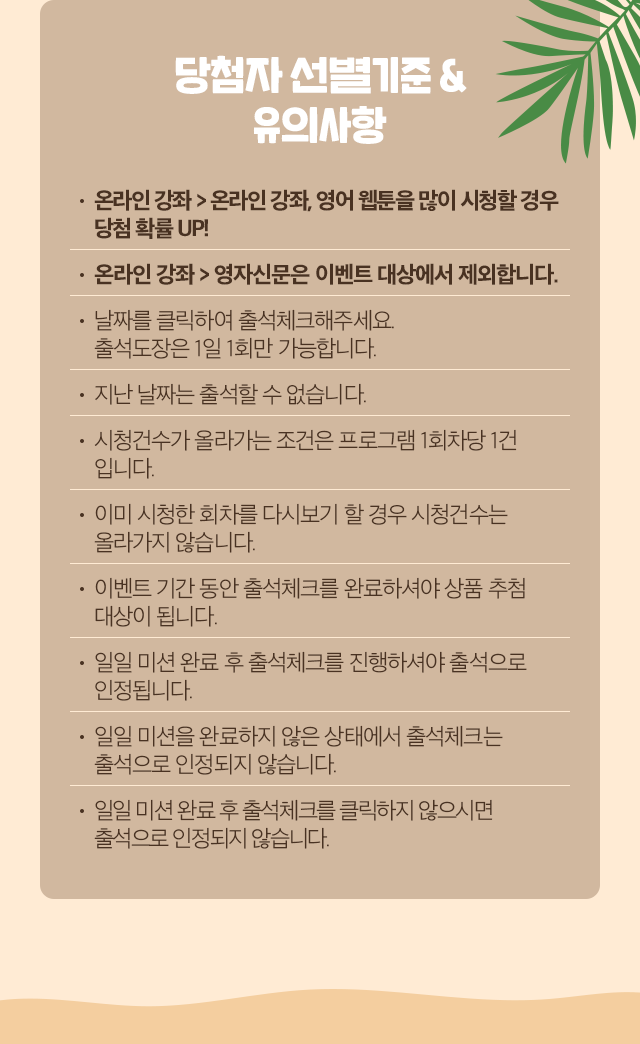 당첨자 선별기준 &
유의사항
• 온라인 강좌 > 온라인 강좌, 영어 웹툰을 많이 시청할 경우
당첨 확률 UP!
• 온라인 강좌 > 영자신문은 이벤트 대상에서 제외합니다.
• 날짜를 클릭하여 출석체크해주세요.
출석도장은 1일 1회만 가능합니다.
• 지난 날짜는 출석할 수 없습니다.
• 시청건수가 올라가는 조건은 프로그램 1회차당 1건
입니다.
• 이미 시청한 회차를 다시보기 할 경우 시청건수는
올라가지 않습니다.
• 이벤트 기간 동안 출석체크를 완료하셔야 상품 추첨
대상이 됩니다.
• 일일 미션 완료 후 출석체크를 진행하셔야 출석으로
인정됩니다.
• 일일 미션을 완료하지 않은 상태에서 출석체크는
출석으로 인정되지 않습니다.
• 일일 미션 완료 후 출석체크를 클릭하지 않으시면
출석으로 인정되지 않습니다.